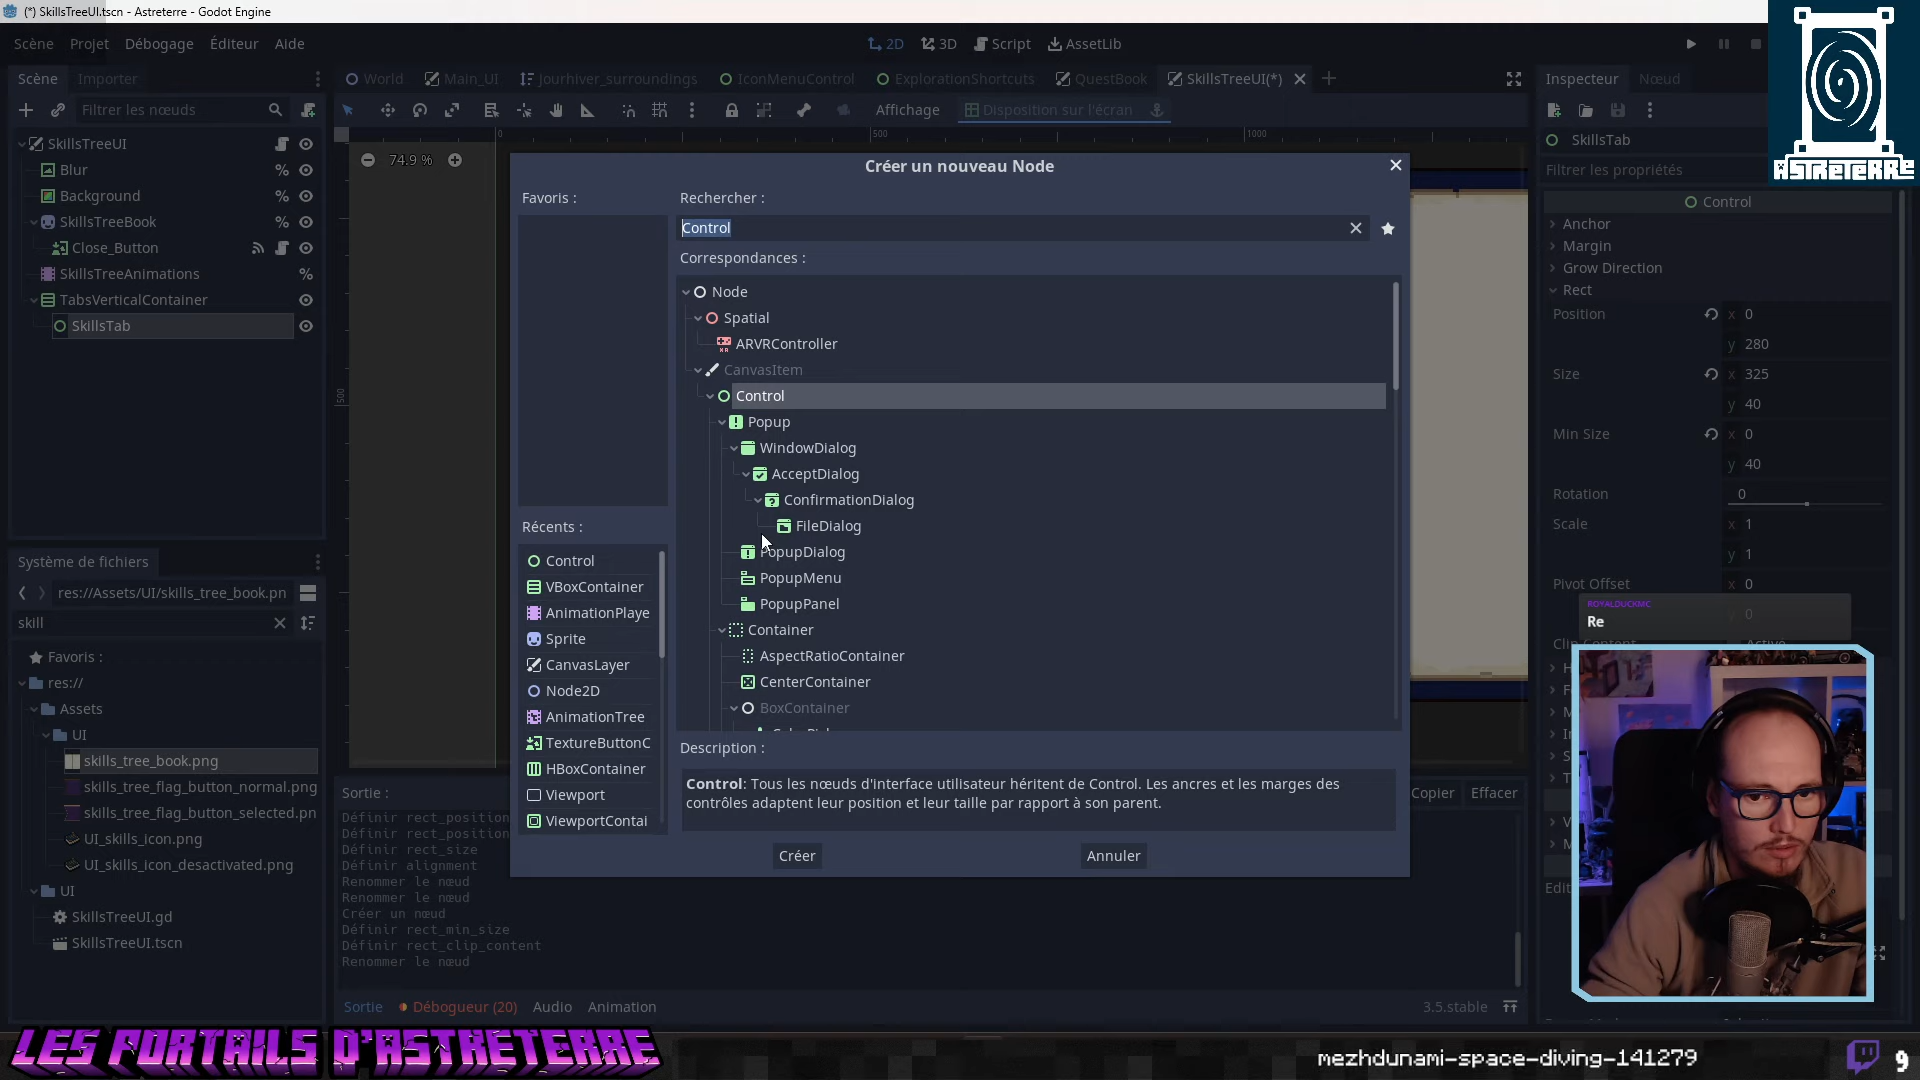 (*) SkillsTreeUI.tscn - Astreterre - Godot Engine
Scène Projet Débogage Éditeur Aide
2D 3D Script AssetLib
Scène Importer
World Main_UI Jourhiver_surroundings IconMenuControl ExplorationShortcuts QuestBook SkillsTreeUI(*)
Inspecteur Nœud
Filtrer les nœuds
Affichage Disposition sur l'écran
0 500 1000
74.9 %
500
SkillsTreeUI
Blur
Background
SkillsTreeBook
Close_Button
SkillsTreeAnimations
TabsVerticalContainer
SkillsTab
Système de fichiers
res://Assets/UI/skills_tree_book.pn
skill
Favoris :
res://
Assets
UI
skills_tree_book.png
skills_tree_flag_button_normal.png
skills_tree_flag_button_selected.pn
UI_skills_icon.png
UI_skills_icon_desactivated.png
UI
SkillsTreeUI.gd
SkillsTreeUI.tscn
Créer un nouveau Node
Favoris :
Rechercher :
Control
Correspondances :
Node
Spatial
ARVRController
CanvasItem
Control
Popup
WindowDialog
AcceptDialog
ConfirmationDialog
FileDialog
PopupDialog
PopupMenu
PopupPanel
Container
AspectRatioContainer
CenterContainer
BoxContainer
Récents :
Control
VBoxContainer
AnimationPlaye
Sprite
CanvasLayer
Node2D
AnimationTree
TextureButtonC
HBoxContainer
Viewport
ViewportContai
Description :
Control: Tous les nœuds d'interface utilisateur héritent de Control. Les ancres et les marges des
contrôles adaptent leur position et leur taille par rapport à son parent.
Créer Annuler
Sortie :
Copier Effacer
Définir rect_position
Définir rect_position
Définir rect_size
Définir alignment
Renommer le nœud
Renommer le nœud
Créer un nœud
Définir rect_min_size
Définir rect_clip_content
Renommer le nœud
Sortie Débogueur (20) Audio Animation
3.5.stable
SkillsTab
Filtrer les propriétés
Control
Anchor
Margin
Grow Direction
Rect
Position x 0
y 280
Size x 325
y 40
Min Size x 0
y 40
Rotation 0
Scale x 1
y 1
Pivot Offset x 0
y 0
ROYALDUCKMC
Re
ASTRETERRE
LES PORTAILS D'ASTRETERRE
mezhdunami-space-diving-141279
9